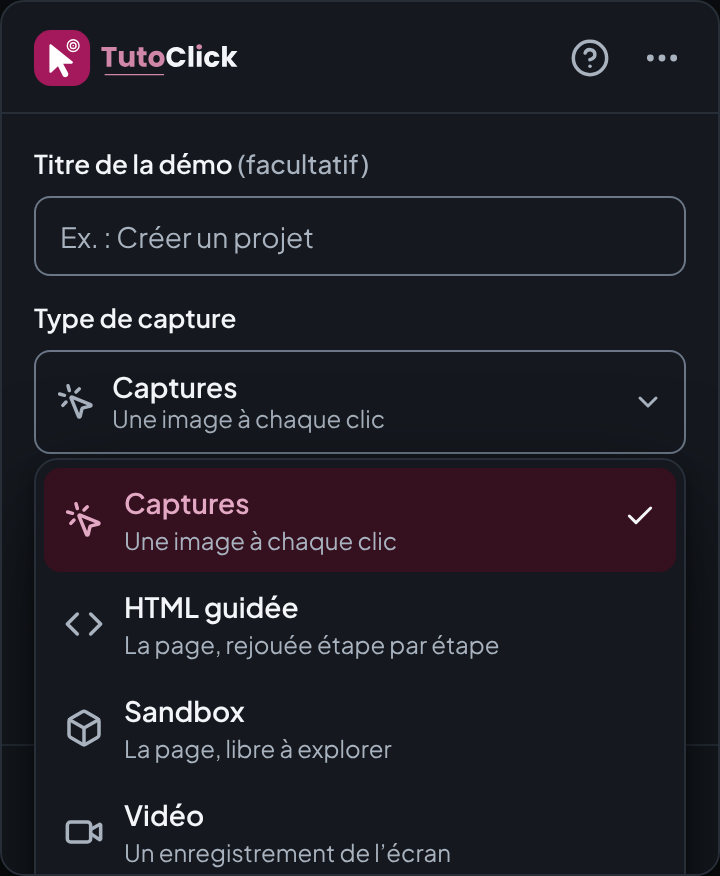 TutoClick
Titre de la démo (facultatif)
Ex. : Créer un projet
Type de capture
Captures
Une image à chaque clic
Captures
Une image à chaque clic
HTML guidée
La page, rejouée étape par étape
Sandbox
La page, libre à explorer
Vidéo
Un enregistrement de l’écran